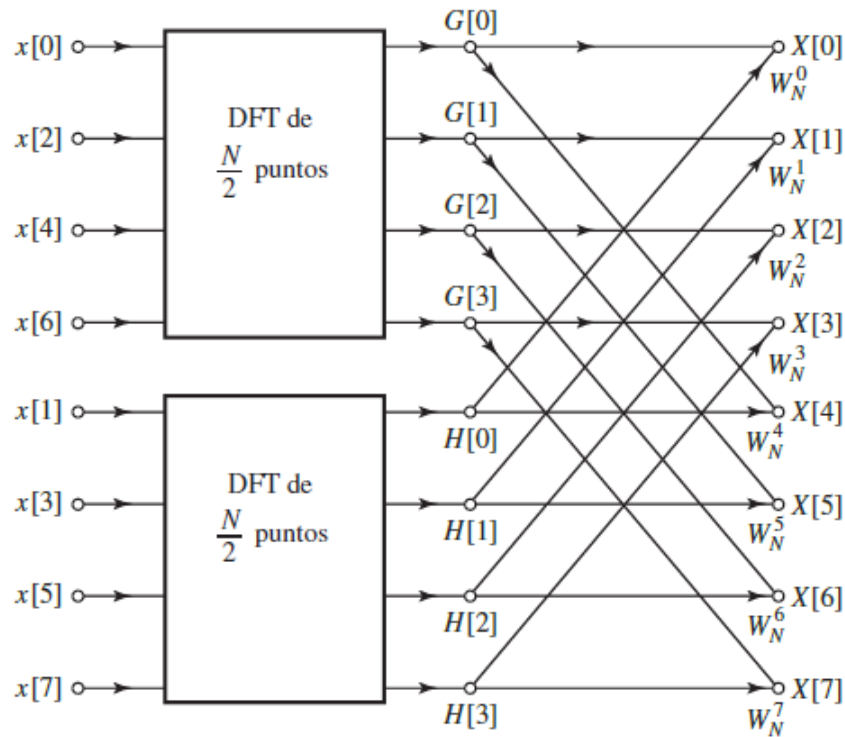 x[0] G[0] X[0]
W_N^0
x[2] DFT de N/2 puntos G[1] X[1]
W_N^1
x[4] G[2] X[2]
W_N^2
x[6] G[3] X[3]
W_N^3
x[1] H[0] X[4]
W_N^4
x[3] DFT de N/2 puntos H[1] X[5]
W_N^5
x[5] H[2] X[6]
W_N^6
x[7] H[3] X[7]
W_N^7